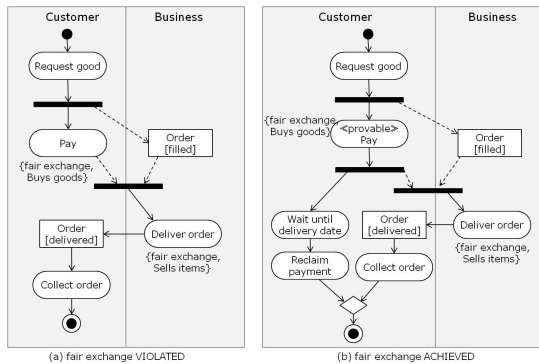 Customer
Business
Request good
Pay
Order
[filled]
{fair exchange,
Buys goods}
Order
[delivered]
Deliver order
{fair exchange,
Sells items}
Collect order
(a) fair exchange VIOLATED
Customer
Business
Request good
{fair exchange,
Buys goods}
≪provable≫
Pay
Order
[filled]
Wait until
delivery date
Order
[delivered]
Deliver order
{fair exchange,
Sells items}
Reclaim
payment
Collect order
(b) fair exchange ACHIEVED